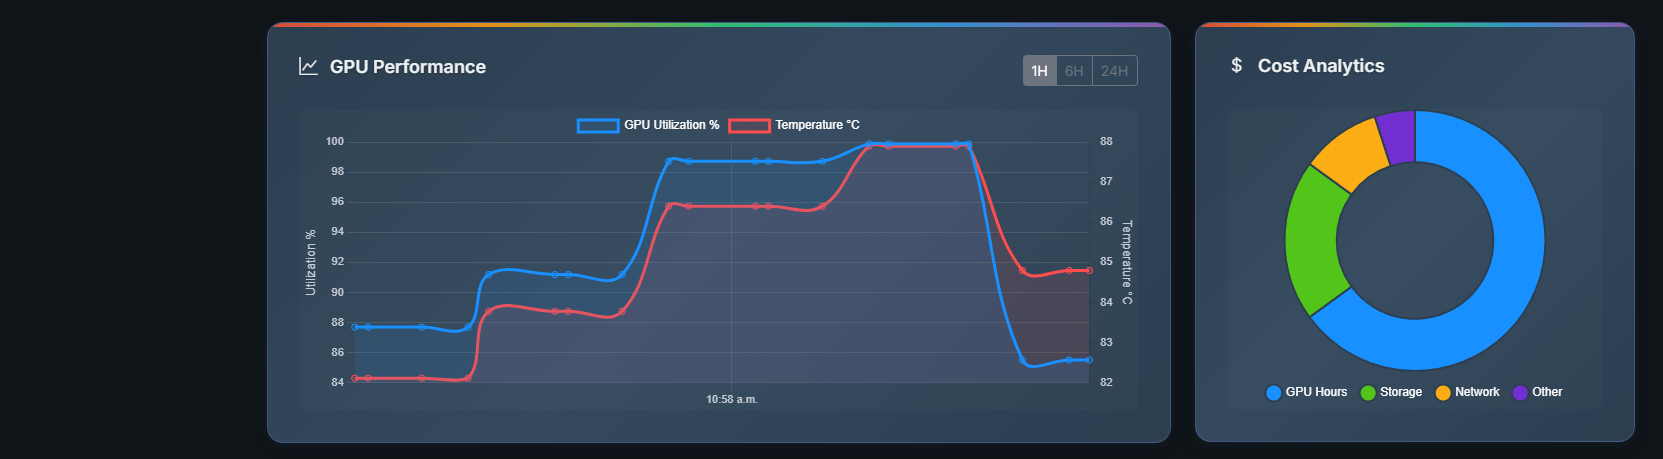 GPU Performance
1H 6H 24H
GPU Utilization % Temperature °C
100
98
96
94
92
90
88
86
84
Utilization %
88
87
86
85
84
83
82
Temperature °C
10:58 a.m.
$ Cost Analytics
GPU Hours Storage Network Other